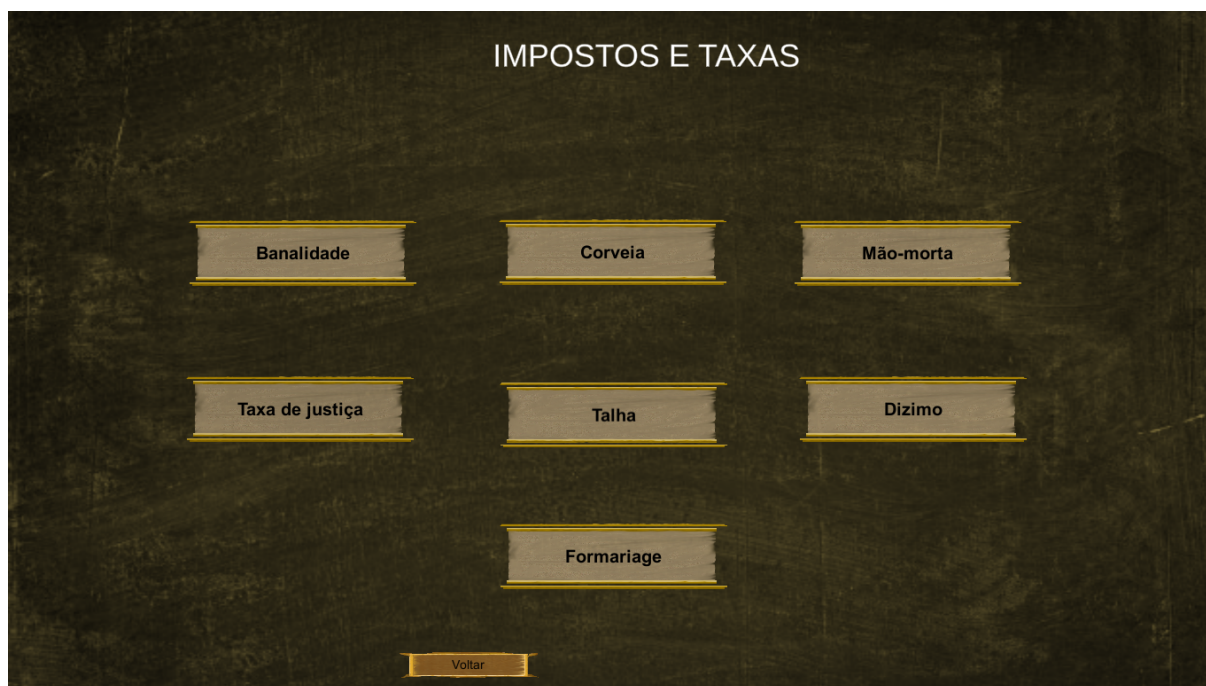 IMPOSTOS E TAXAS
Banalidade
Corveia
Mão-morta
Taxa de justiça
Talha
Dizimo
Formariage
Voltar